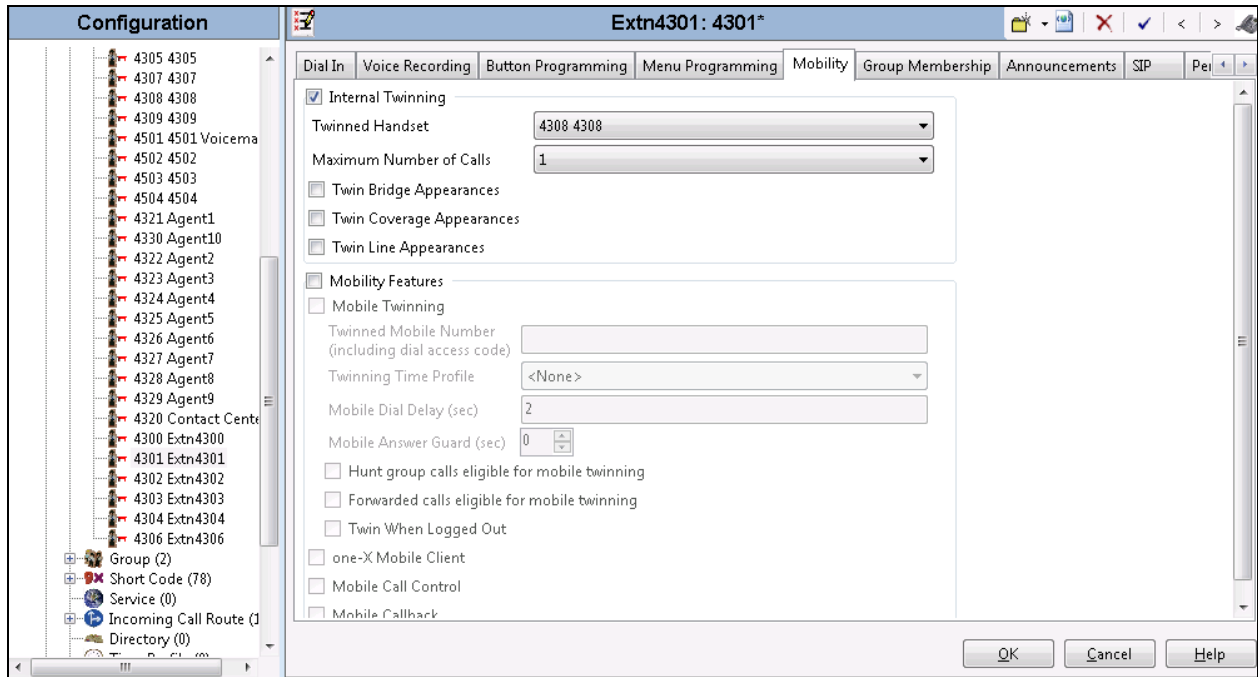 Configuration
4305 4305
4307 4307
4308 4308
4309 4309
4501 4501 Voicema
4502 4502
4503 4503
4504 4504
4321 Agent1
4330 Agent10
4322 Agent2
4323 Agent3
4324 Agent4
4325 Agent5
4326 Agent6
4327 Agent7
4328 Agent8
4329 Agent9
4320 Contact Cente
4300 Extn4300
4301 Extn4301
4302 Extn4302
4303 Extn4303
4304 Extn4304
4306 Extn4306
Group (2)
Short Code (78)
Service (0)
Incoming Call Route (1
Directory (0)
Extn4301: 4301*
Dial In Voice Recording Button Programming Menu Programming Mobility Group Membership Announcements SIP
Internal Twinning
Twinned Handset 4308 4308
Maximum Number of Calls 1
Twin Bridge Appearances
Twin Coverage Appearances
Twin Line Appearances
Mobility Features
Mobile Twinning
Twinned Mobile Number
(including dial access code)
Twinning Time Profile <None>
Mobile Dial Delay (sec) 2
Mobile Answer Guard (sec) 0
Hunt group calls eligible for mobile twinning
Forwarded calls eligible for mobile twinning
Twin When Logged Out
one-X Mobile Client
Mobile Call Control
Mobile Callback
OK Cancel Help